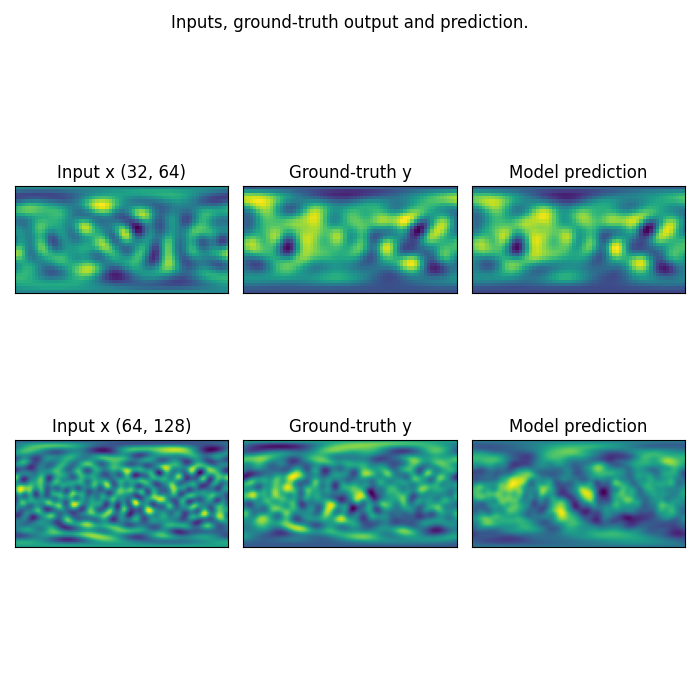 Inputs, ground-truth output and prediction.
Input x (32, 64)
Ground-truth y
Model prediction
Input x (64, 128)
Ground-truth y
Model prediction